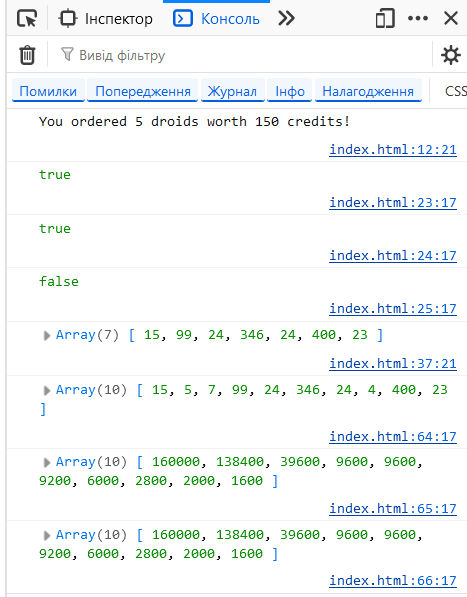 Інспектор Консоль
Вивід фільтру
Помилки Попередження Журнал Інфо Налагодження CSS
You ordered 5 droids worth 150 credits!
index.html:12:21
true
index.html:23:17
true
index.html:24:17
false
index.html:25:17
Array(7) [ 15, 99, 24, 346, 24, 400, 23 ]
index.html:37:21
Array(10) [ 15, 5, 7, 99, 24, 346, 24, 4, 400, 23
]
index.html:64:17
Array(10) [ 160000, 138400, 39600, 9600, 9600,
9200, 6000, 2800, 2000, 1600 ]
index.html:65:17
Array(10) [ 160000, 138400, 39600, 9600, 9600,
9200, 6000, 2800, 2000, 1600 ]
index.html:66:17